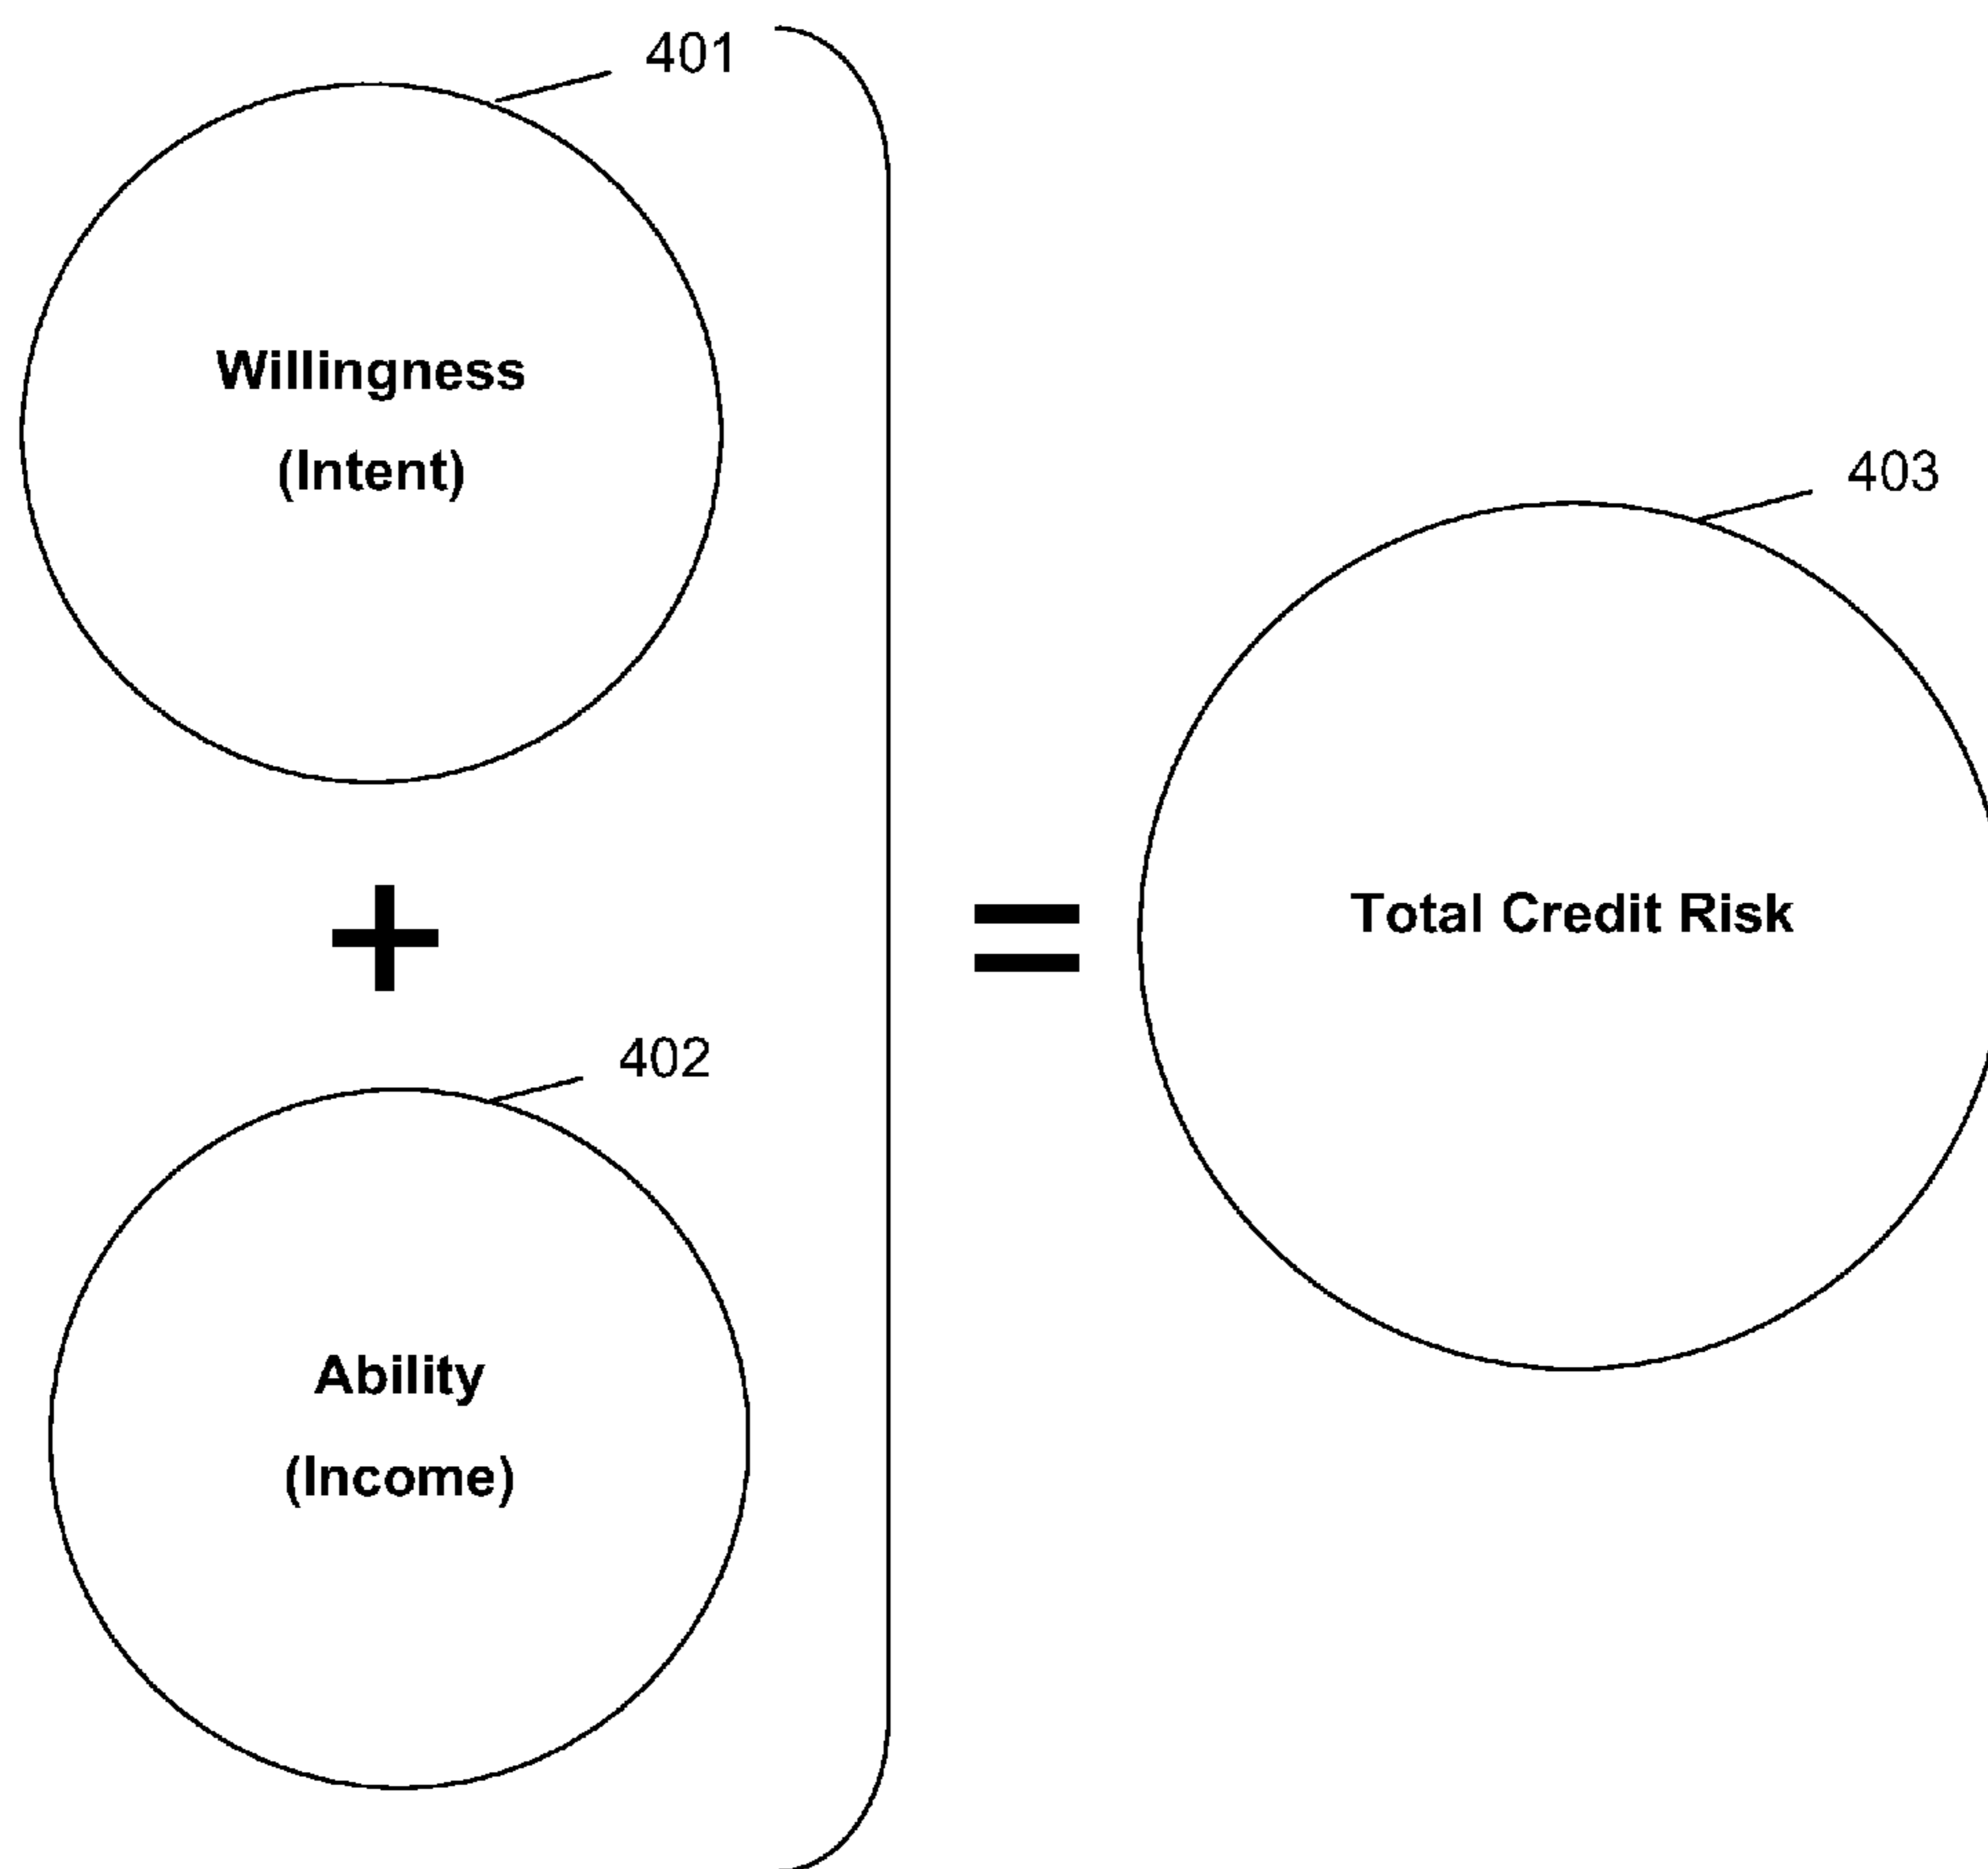 401
Willingness
(Intent)
+
402
Ability
(Income)
=
403
Total Credit Risk